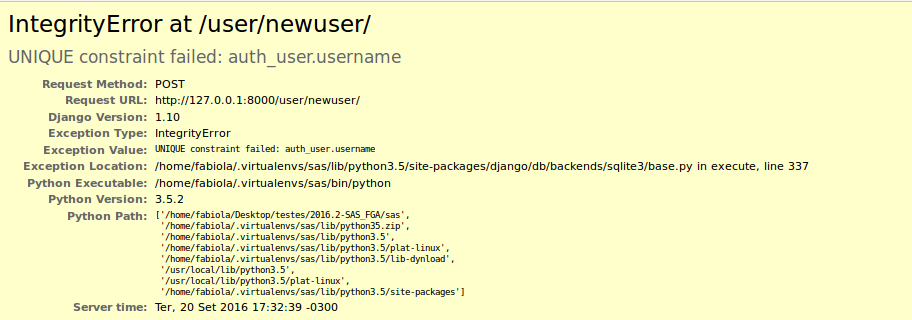 IntegrityError at /user/newuser/
UNIQUE constraint failed: auth_user.username
Request Method: POST
Request URL: http://127.0.0.1:8000/user/newuser/
Django Version: 1.10
Exception Type: IntegrityError
Exception Value: UNIQUE constraint failed: auth_user.username
Exception Location: /home/fabiola/.virtualenvs/sas/lib/python3.5/site-packages/django/db/backends/sqlite3/base.py in execute, line 337
Python Executable: /home/fabiola/.virtualenvs/sas/bin/python
Python Version: 3.5.2
Python Path: ['/home/fabiola/Desktop/testes/2016.2-SAS_FGA/sas',
'/home/fabiola/.virtualenvs/sas/lib/python35.zip',
'/home/fabiola/.virtualenvs/sas/lib/python3.5',
'/home/fabiola/.virtualenvs/sas/lib/python3.5/plat-linux',
'/home/fabiola/.virtualenvs/sas/lib/python3.5/lib-dynload',
'/usr/local/lib/python3.5',
'/usr/local/lib/python3.5/plat-linux',
'/home/fabiola/.virtualenvs/sas/lib/python3.5/site-packages']
Server time: Ter, 20 Set 2016 17:32:39 -0300